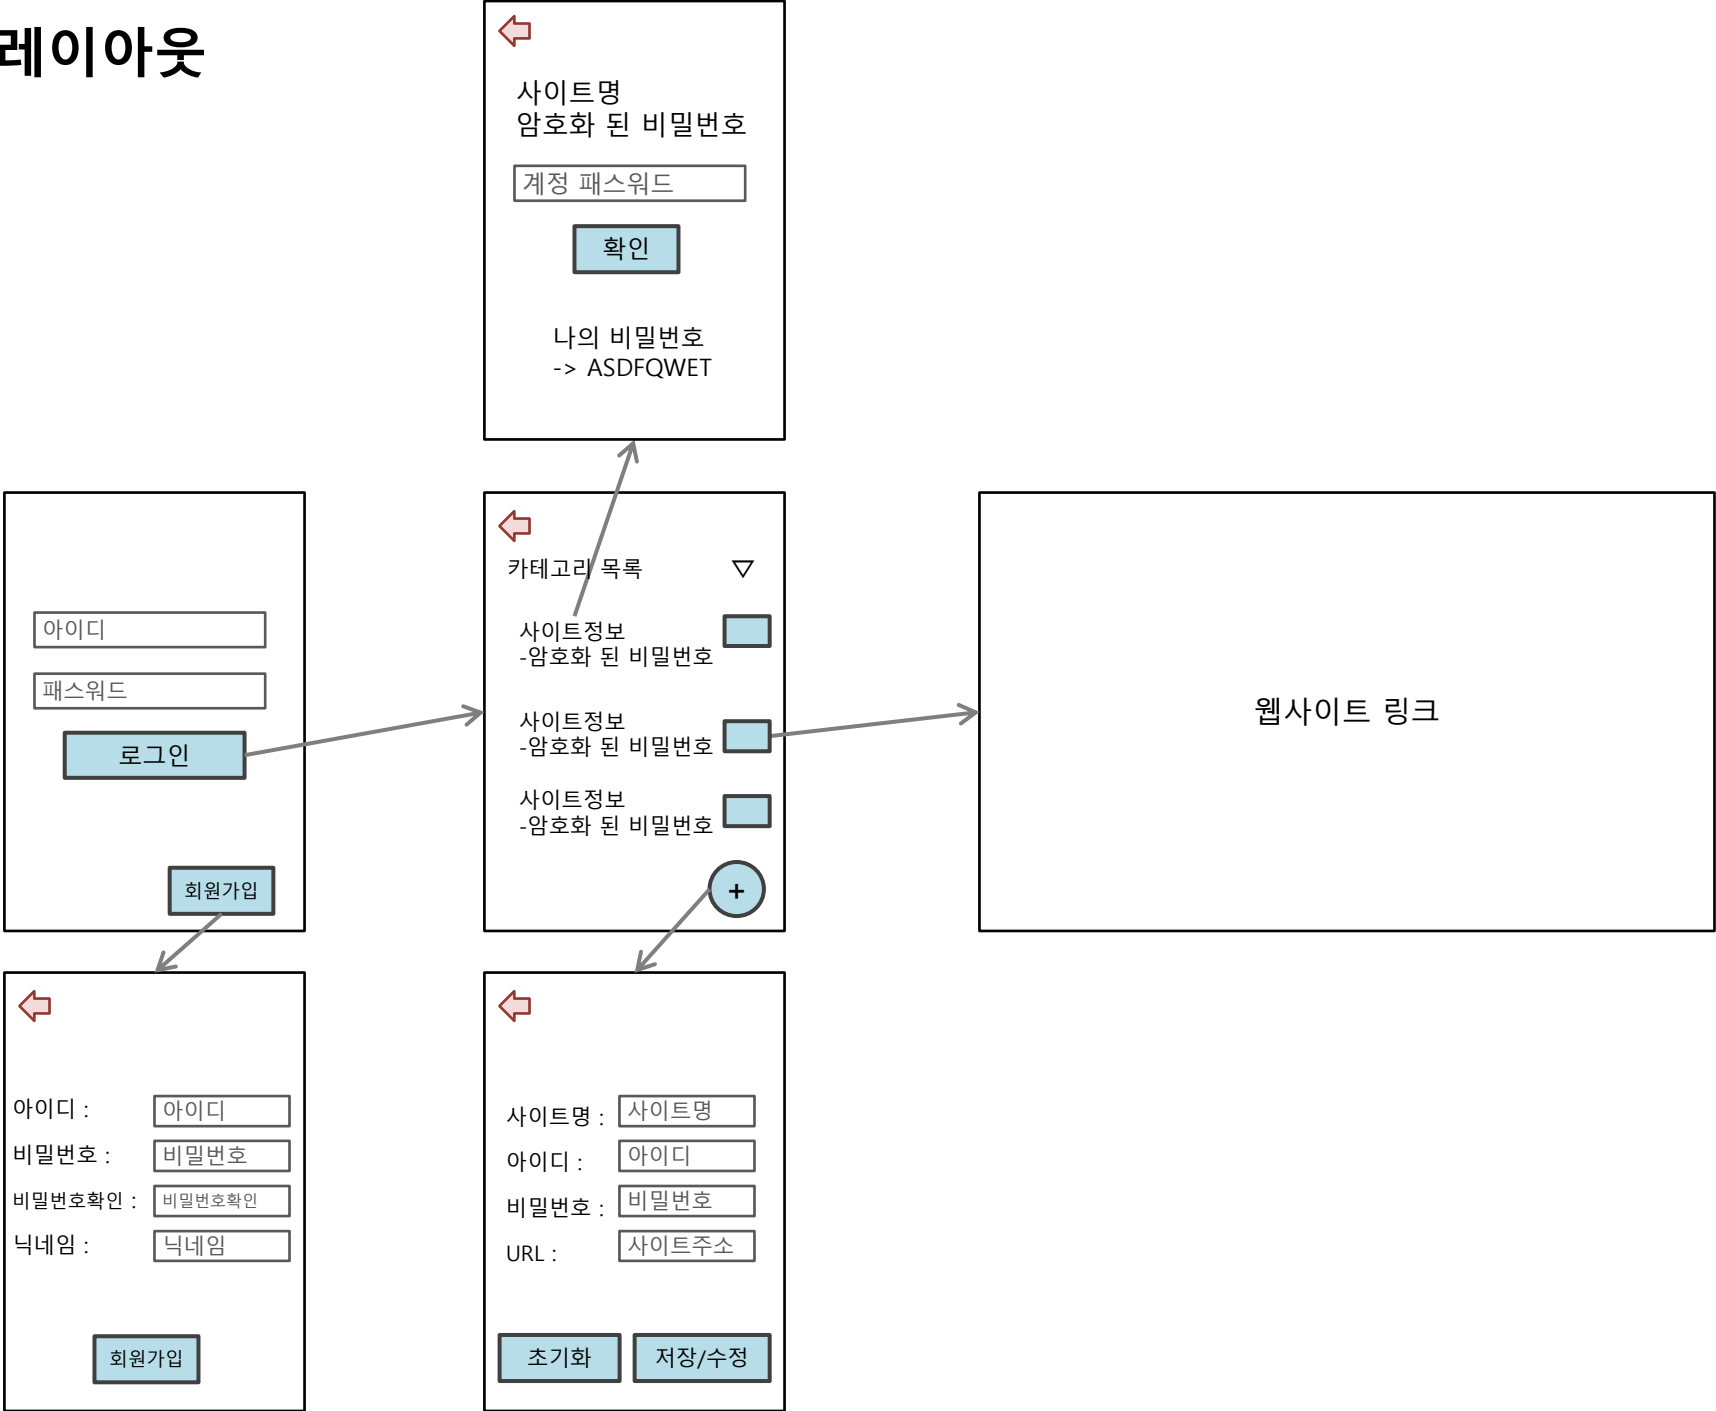 레이아웃
사이트명
암호화 된 비밀번호
계정 패스워드
확인
나의 비밀번호
-> ASDFQWET
아이디
패스워드
로그인
회원가입
카테고리 목록
사이트정보
-암호화 된 비밀번호
사이트정보
-암호화 된 비밀번호
사이트정보
-암호화 된 비밀번호
+
웹사이트 링크
아이디 :
아이디
비밀번호 :
비밀번호
비밀번호확인 :
비밀번호확인
닉네임 :
닉네임
회원가입
사이트명 :
사이트명
아이디 :
아이디
비밀번호 :
비밀번호
URL :
사이트주소
초기화
저장/수정